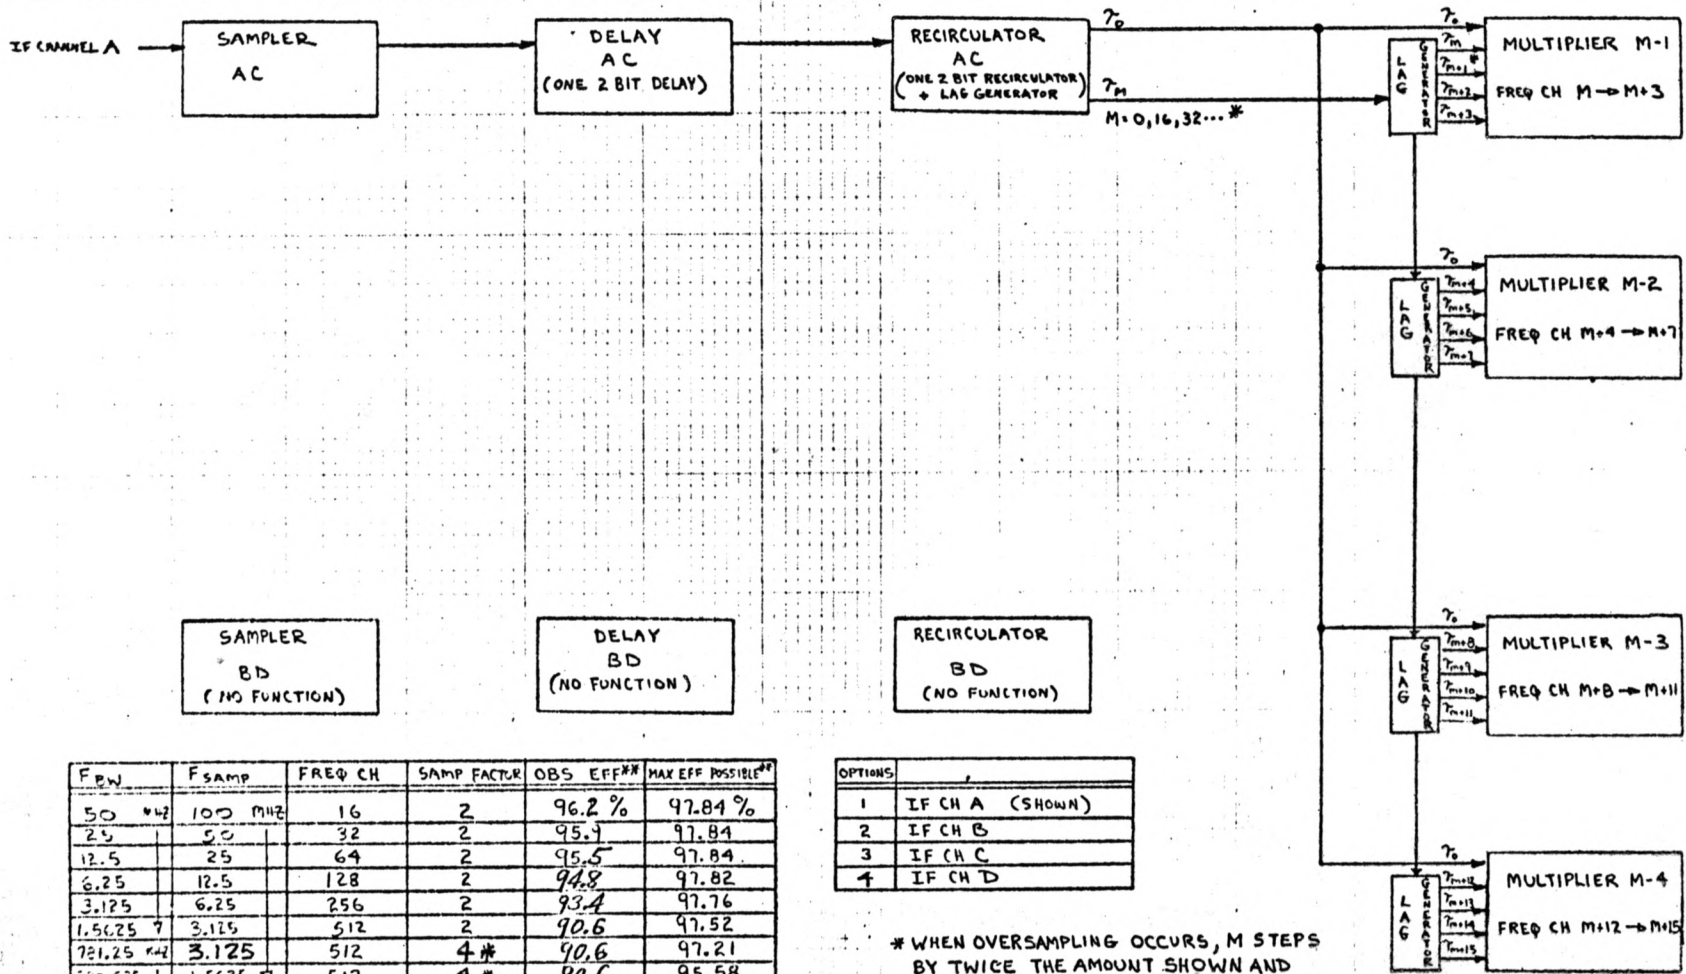 IF CHANNEL A
SAMPLER
AC
DELAY
AC
(ONE 2 BIT DELAY)
RECIRCULATOR
AC
(ONE 2 BIT RECIRCULATOR)
+ LAG GENERATOR
τ₀
τM
M=0,16,32···*
τ₀
LAG GENERATOR
τm
τm+1*
τm+2
τm+3
MULTIPLIER M-1
FREQ CH M→M+3
τ₀
LAG GENERATOR
τm+4
τm+5
τm+6
τm+7
MULTIPLIER M-2
FREQ CH M+4→M+7
SAMPLER
BD
(NO FUNCTION)
DELAY
BD
(NO FUNCTION)
RECIRCULATOR
BD
(NO FUNCTION)
τ₀
LAG GENERATOR
τm+8
τm+9
τm+10
τm+11
MULTIPLIER M-3
FREQ CH M+8→M+11
τ₀
LAG GENERATOR
τm+12
τm+13
τm+14
τm+15
MULTIPLIER M-4
FREQ CH M+12→M+15
FBW FSAMP FREQ CH SAMP FACTOR OBS EFF** MAX EFF POSSIBLE**
50 MHZ 100 MHZ 16 2 96.2 % 97.84 %
25 50 32 2 95.9 97.84
12.5 25 64 2 95.5 97.84
6.25 12.5 128 2 94.8 97.82
3.125 6.25 256 2 93.4 97.76
1.5625 3.125 512 2 90.6 97.52
781.25 KHZ 3.125 512 4* 90.6 97.21
1.5625 512 4* 95.58
OPTIONS
1 IF CH A (SHOWN)
2 IF CH B
3 IF CH C
4 IF CH D
* WHEN OVERSAMPLING OCCURS, M STEPS
BY TWICE THE AMOUNT SHOWN AND